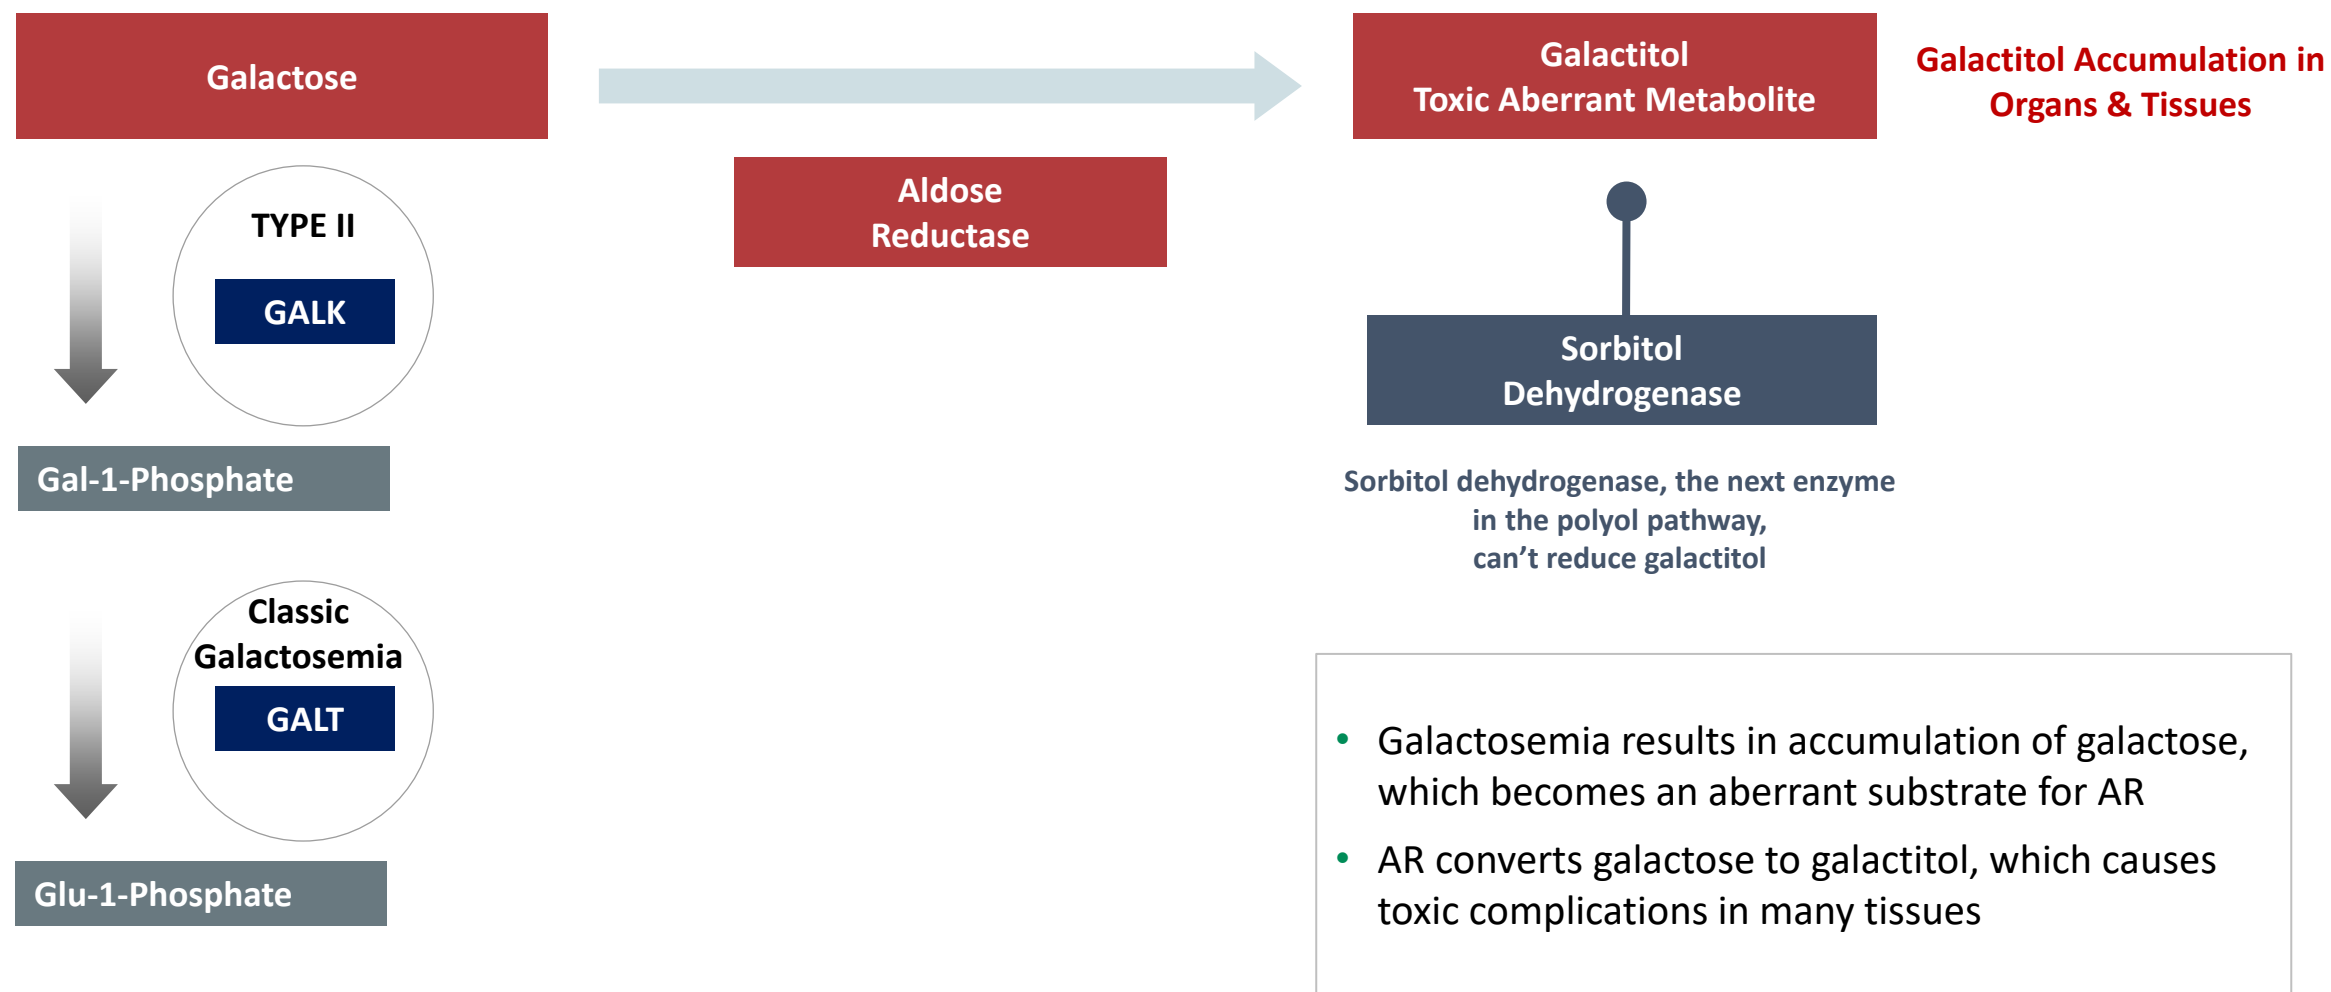 Galactose
Galactitol
Toxic Aberrant Metabolite
Galactitol Accumulation in
Organs & Tissues
Aldose
Reductase
TYPE II
GALK
Sorbitol
Dehydrogenase
Gal-1-Phosphate
Sorbitol dehydrogenase, the next enzyme
in the polyol pathway,
can’t reduce galactitol
Classic
Galactosemia
GALT
Glu-1-Phosphate
• Galactosemia results in accumulation of galactose,
which becomes an aberrant substrate for AR
• AR converts galactose to galactitol, which causes
toxic complications in many tissues